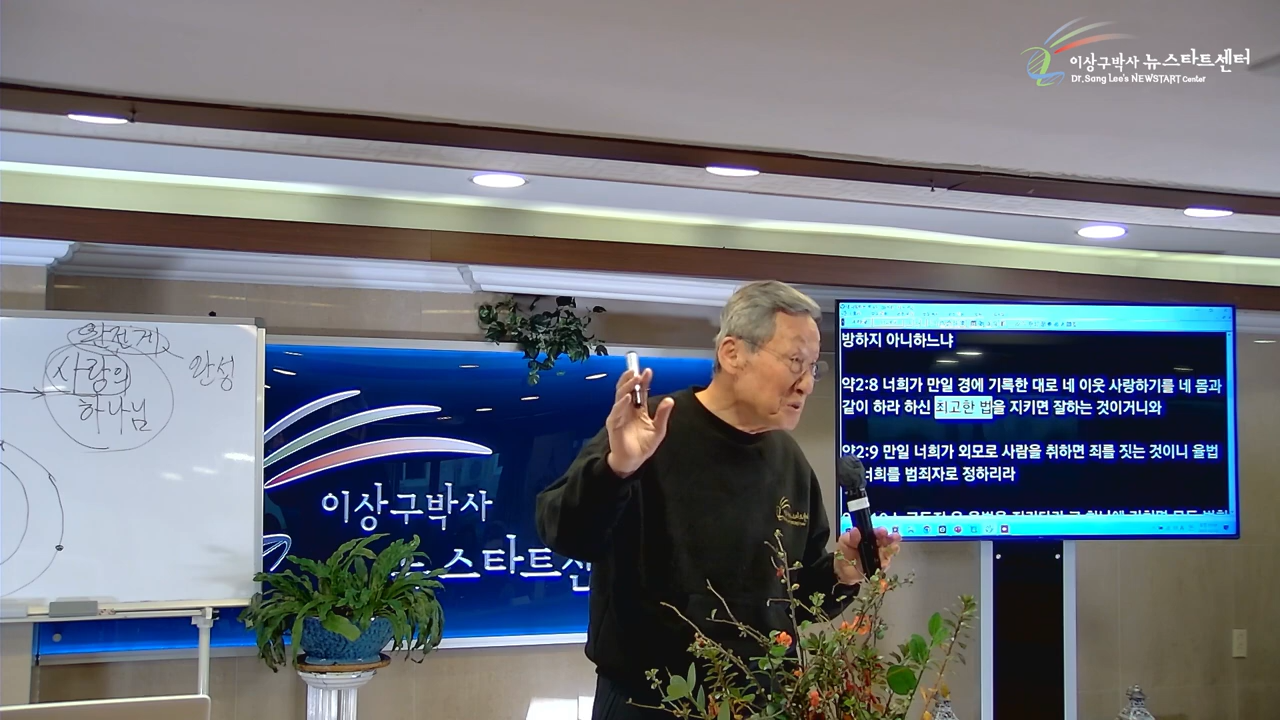 이상구박사 뉴스타트센터
Dr. Sang Lee's NEWSTART Center
완전케
사랑의
하나님
완성
이상구박사
뉴스타트센
방하지 아니하느냐
약2:8 너희가 만일 경에 기록한 대로 네 이웃 사랑하기를 네 몸과
같이 하라 하신 최고한 법을 지키면 잘하는 것이거니와
약2:9 만일 너희가 외모로 사람을 취하면 죄를 짓는 것이니 율법
너희를 범죄자로 정하리라